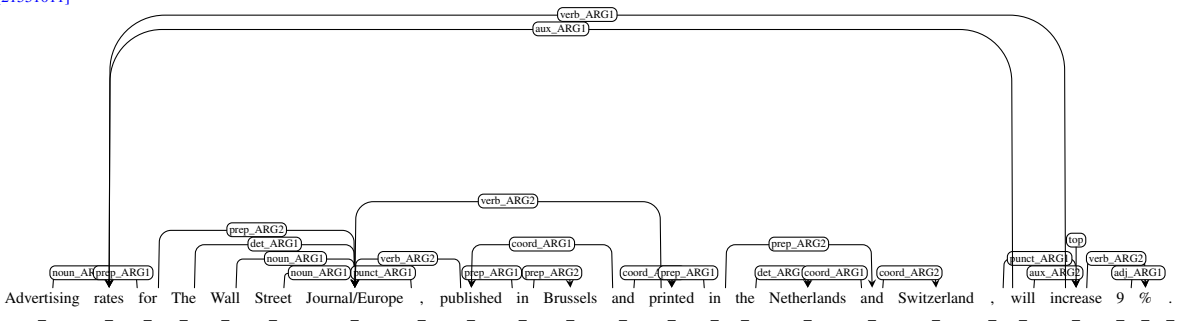 verb_ARG1
aux_ARG1
verb_ARG2
prep_ARG2
top
det_ARG1 coord_ARG1 prep_ARG2
noun_ARG1 verb_ARG2 punct_ARG1 verb_ARG2
prep_ARG1 noun_ARG1 punct_ARG1 prep_ARG1 prep_ARG2 prep_ARG1 coord_ARG1 coord_ARG2 aux_ARG2 adj_ARG1
Advertising rates for The Wall Street Journal/Europe , published in Brussels and printed in the Netherlands and Switzerland , will increase 9 % .
_ _ _ _ _ _ _ _ _ _ _ _ _ _ _ _ _ _ _ _ _ _ _ _